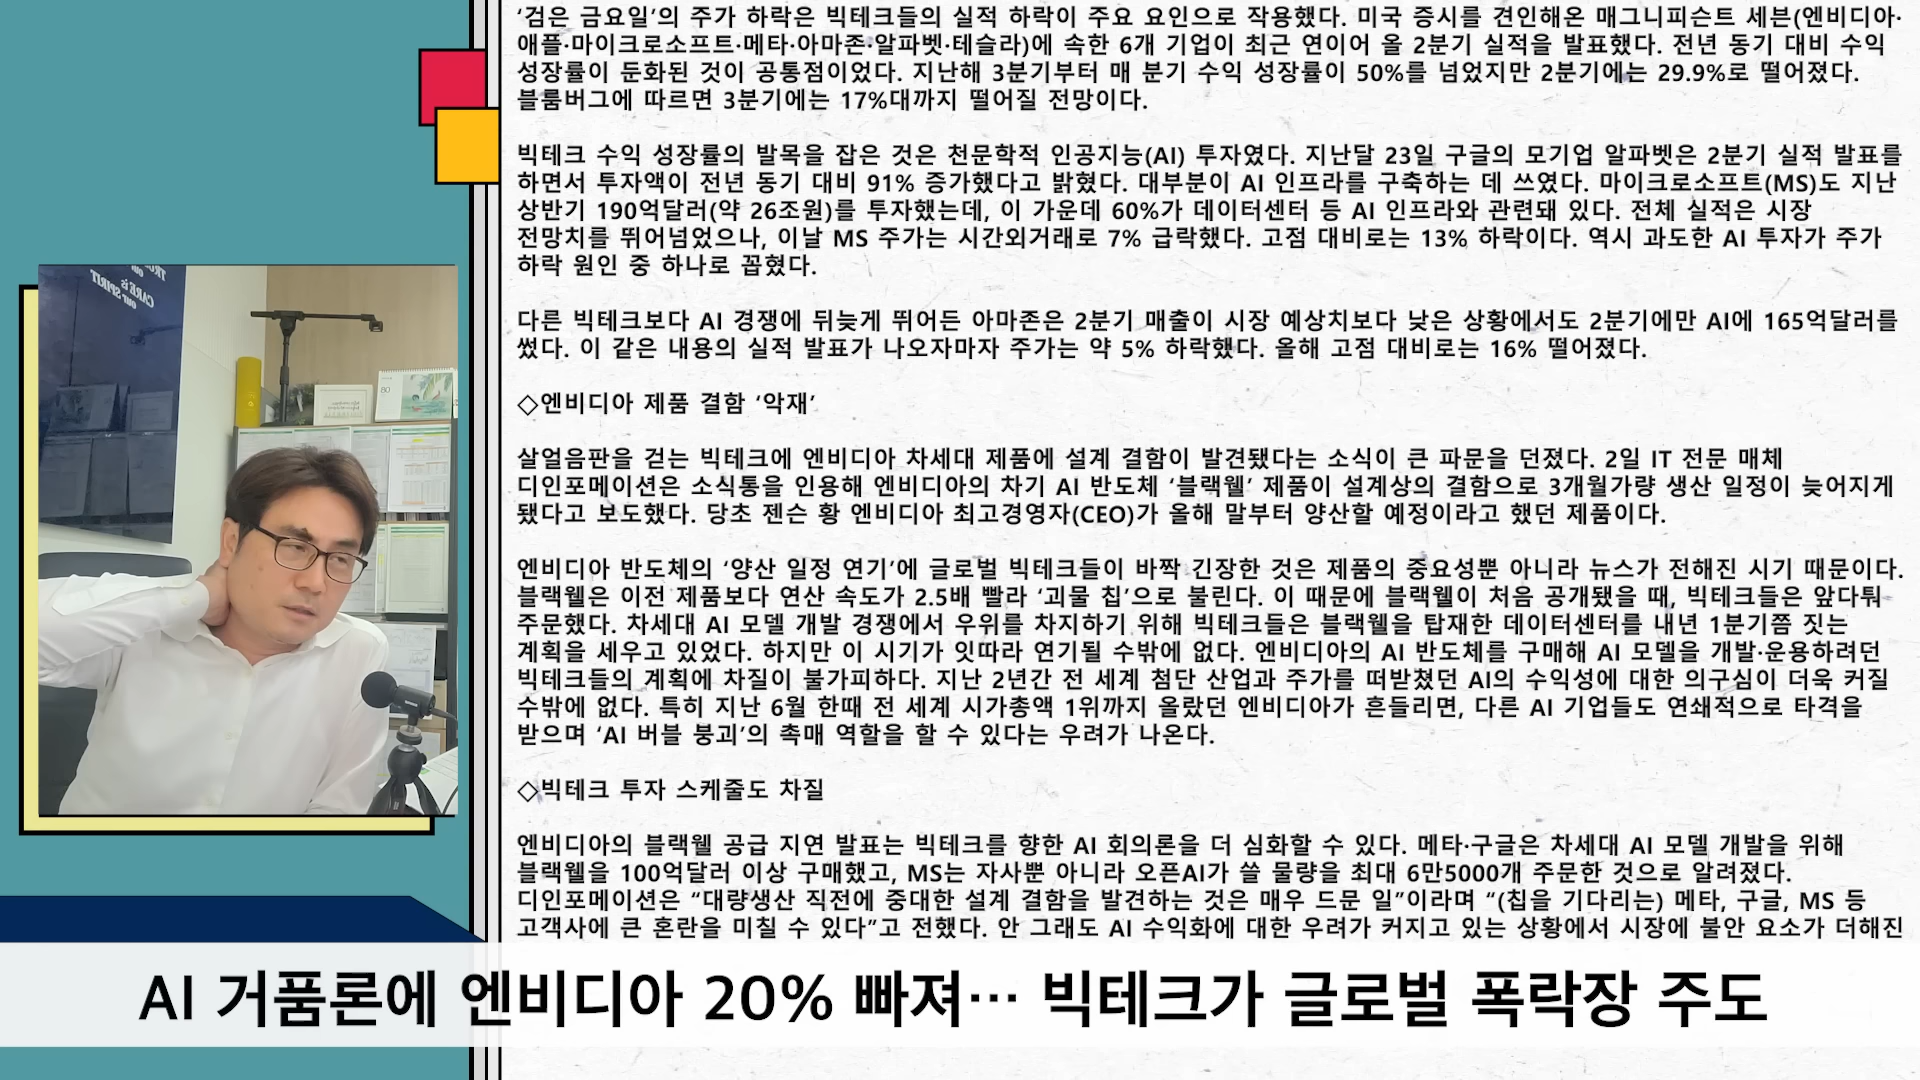 ‘검은 금요일’의 주가 하락은 빅테크들의 실적 하락이 주요 요인으로 작용했다. 미국 증시를 견인해온 매그니피슨트 세븐(엔비디아·
애플·마이크로소프트·메타·아마존·알파벳·테슬라)에 속한 6개 기업이 최근 연이어 올 2분기 실적을 발표했다. 전년 동기 대비 수익
성장률이 둔화된 것이 공통점이었다. 지난해 3분기부터 매 분기 수익 성장률이 50%를 넘었지만 2분기에는 29.9%로 떨어졌다.
블룸버그에 따르면 3분기에는 17%대까지 떨어질 전망이다.
빅테크 수익 성장률의 발목을 잡은 것은 천문학적 인공지능(AI) 투자였다. 지난달 23일 구글의 모기업 알파벳은 2분기 실적 발표를
하면서 투자액이 전년 동기 대비 91% 증가했다고 밝혔다. 대부분이 AI 인프라를 구축하는 데 쓰였다. 마이크로소프트(MS)도 지난
상반기 190억달러(약 26조원)를 투자했는데, 이 가운데 60%가 데이터센터 등 AI 인프라와 관련돼 있다. 전체 실적은 시장
전망치를 뛰어넘었으나, 이날 MS 주가는 시간외거래로 7% 급락했다. 고점 대비로는 13% 하락이다. 역시 과도한 AI 투자가 주가
하락 원인 중 하나로 꼽혔다.
다른 빅테크보다 AI 경쟁에 뒤늦게 뛰어든 아마존은 2분기 매출이 시장 예상치보다 낮은 상황에서도 2분기에만 AI에 165억달러를
썼다. 이 같은 내용의 실적 발표가 나오자마자 주가는 약 5% 하락했다. 올해 고점 대비로는 16% 떨어졌다.
◇엔비디아 제품 결함 ‘악재’
살얼음판을 걷는 빅테크에 엔비디아 차세대 제품에 설계 결함이 발견됐다는 소식이 큰 파문을 던졌다. 2일 IT 전문 매체
디인포메이션은 소식통을 인용해 엔비디아의 차기 AI 반도체 ‘블랙웰’ 제품이 설계상의 결함으로 3개월가량 생산 일정이 늦어지게
됐다고 보도했다. 당초 젠슨 황 엔비디아 최고경영자(CEO)가 올해 말부터 양산할 예정이라고 했던 제품이다.
엔비디아 반도체의 ‘양산 일정 연기’에 글로벌 빅테크들이 바짝 긴장한 것은 제품의 중요성뿐 아니라 뉴스가 전해진 시기 때문이다.
블랙웰은 이전 제품보다 연산 속도가 2.5배 빨라 ‘괴물 칩’으로 불린다. 이 때문에 블랙웰이 처음 공개됐을 때, 빅테크들은 앞다퉈
주문했다. 차세대 AI 모델 개발 경쟁에서 우위를 차지하기 위해 빅테크들은 블랙웰을 탑재한 데이터센터를 내년 1분기쯤 짓는
계획을 세우고 있었다. 하지만 이 시기가 잇따라 연기될 수밖에 없다. 엔비디아의 AI 반도체를 구매해 AI 모델을 개발·운용하려던
빅테크들의 계획에 차질이 불가피하다. 지난 2년간 전 세계 첨단 산업과 주가를 떠받쳤던 AI의 수익성에 대한 의구심이 더욱 커질
수밖에 없다. 특히 지난 6월 한때 전 세계 시가총액 1위까지 올랐던 엔비디아가 흔들리면, 다른 AI 기업들도 연쇄적으로 타격을
받으며 ‘AI 버블 붕괴’의 촉매 역할을 할 수 있다는 우려가 나온다.
◇빅테크 투자 스케줄도 차질
엔비디아의 블랙웰 공급 지연 발표는 빅테크를 향한 AI 회의론을 더 심화할 수 있다. 메타·구글은 차세대 AI 모델 개발을 위해
블랙웰을 100억달러 이상 구매했고, MS는 자사뿐 아니라 오픈AI가 쓸 물량을 최대 6만5000개 주문한 것으로 알려졌다.
디인포메이션은 “대량생산 직전에 중대한 설계 결함을 발견하는 것은 매우 드문 일”이라며 “(칩을 기다리는) 메타, 구글, MS 등
고객사에 큰 혼란을 미칠 수 있다”고 전했다. 안 그래도 AI 수익화에 대한 우려가 커지고 있는 상황에서 시장에 불안 요소가 더해진
AI 거품론에 엔비디아 20% 빠져… 빅테크가 글로벌 폭락장 주도
CARE &
our SPIRIT